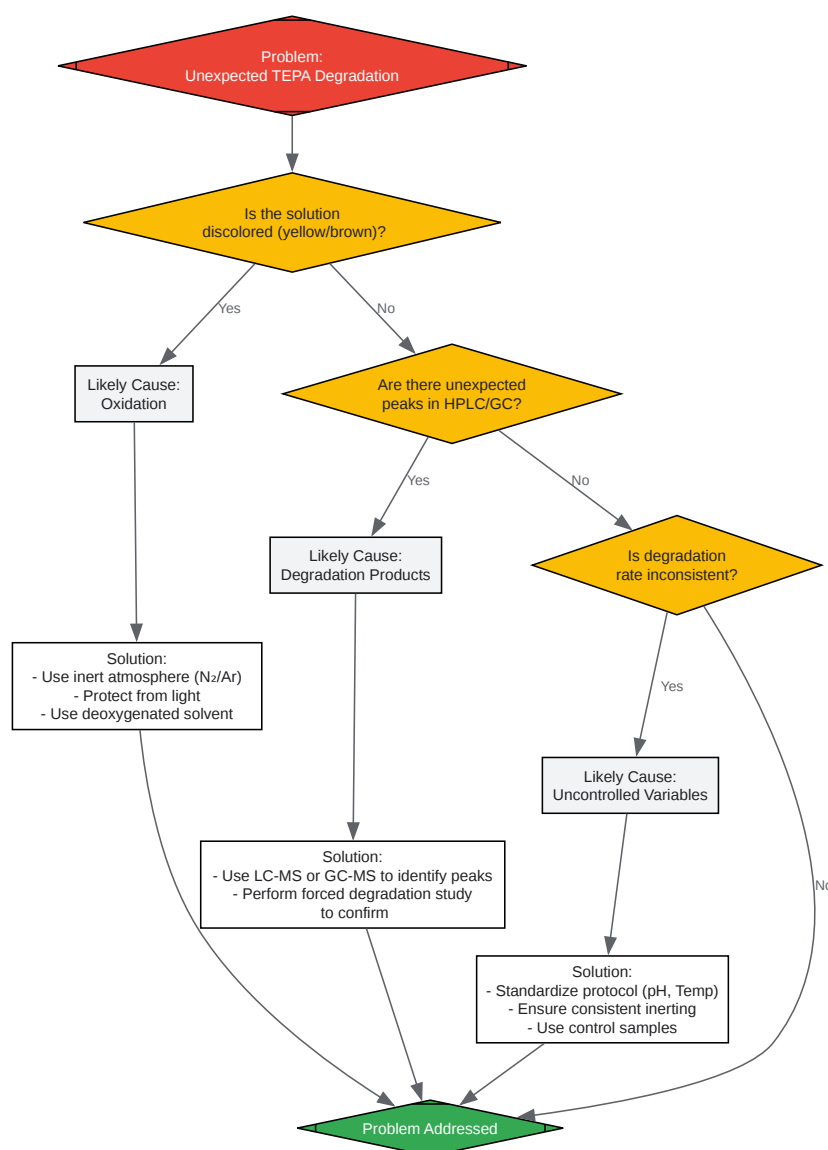 Problem:
Unexpected TEPA Degradation
Is the solution
discolored (yellow/brown)?
Yes
No
Likely Cause:
Oxidation
Are there unexpected
peaks in HPLC/GC?
Yes
No
Likely Cause:
Degradation Products
Is degradation
rate inconsistent?
Solution:
- Use inert atmosphere (N₂/Ar)
- Protect from light
- Use deoxygenated solvent
Yes
Likely Cause:
Uncontrolled Variables
Solution:
- Use LC-MS or GC-MS to identify peaks
- Perform forced degradation study
to confirm
No
Solution:
- Standardize protocol (pH, Temp)
- Ensure consistent inerting
- Use control samples
Problem Addressed